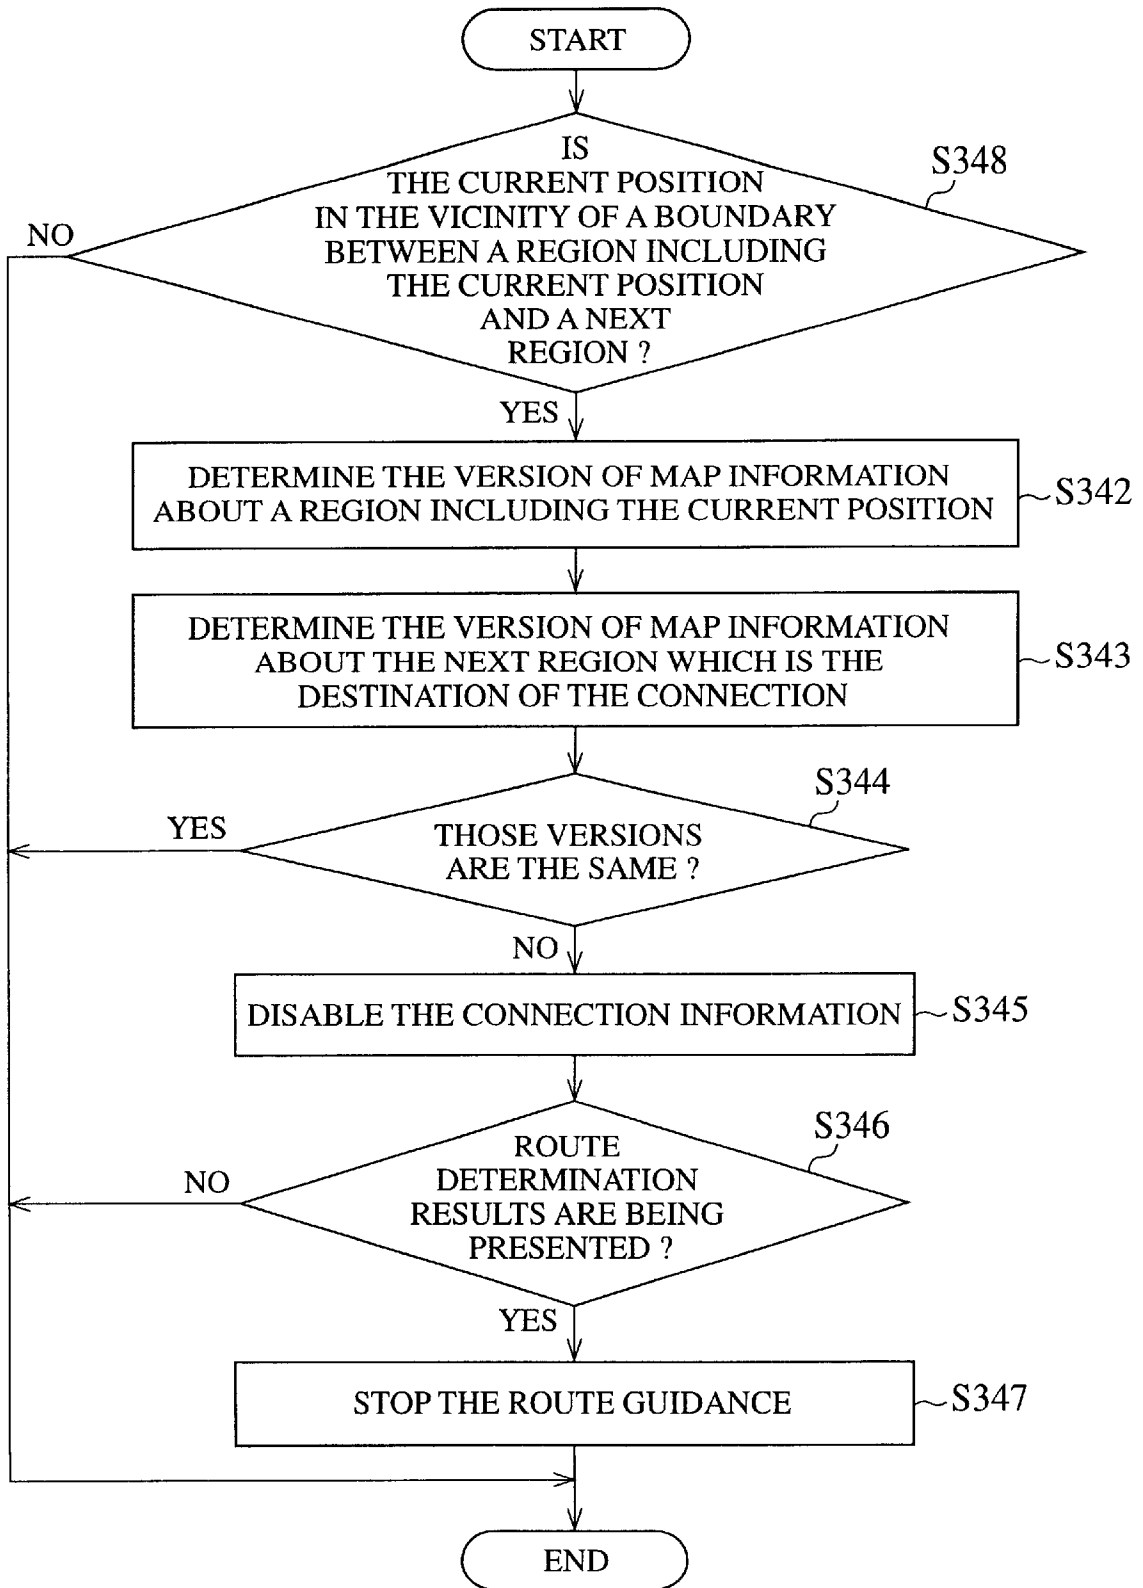 START
IS
THE CURRENT POSITION
IN THE VICINITY OF A BOUNDARY
BETWEEN A REGION INCLUDING
THE CURRENT POSITION
AND A NEXT
REGION ?
S348
NO
YES
DETERMINE THE VERSION OF MAP INFORMATION
ABOUT A REGION INCLUDING THE CURRENT POSITION
S342
DETERMINE THE VERSION OF MAP INFORMATION
ABOUT THE NEXT REGION WHICH IS THE
DESTINATION OF THE CONNECTION
S343
S344
YES
THOSE VERSIONS
ARE THE SAME ?
NO
DISABLE THE CONNECTION INFORMATION
S345
S346
NO
ROUTE
DETERMINATION
RESULTS ARE BEING
PRESENTED ?
YES
STOP THE ROUTE GUIDANCE
S347
END